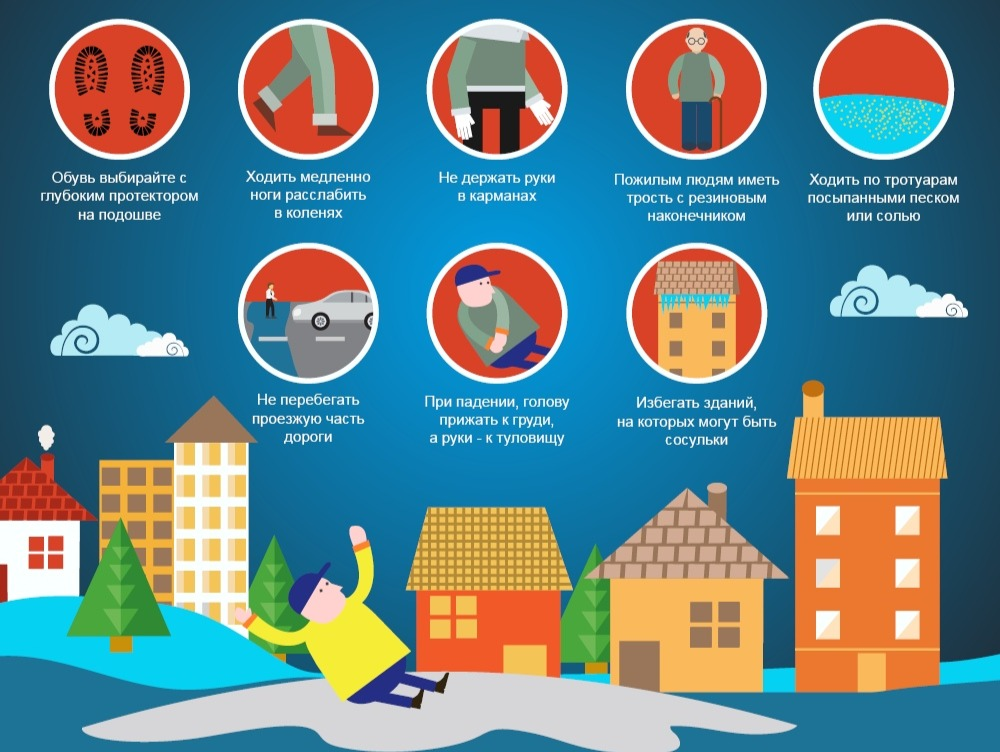 Обувь выбирайте с
глубоким протектором
на подошве
Ходить медленно
ноги расслабить
в коленях
Не держать руки
в карманах
Пожилым людям иметь
трость с резиновым
наконечником
Ходить по тротуарам
посыпанными песком
или солью
Не перебегать
проезжую часть
дороги
При падении, голову
прижать к груди,
а руки - к туловищу
Избегать зданий,
на которых могут быть
сосульки